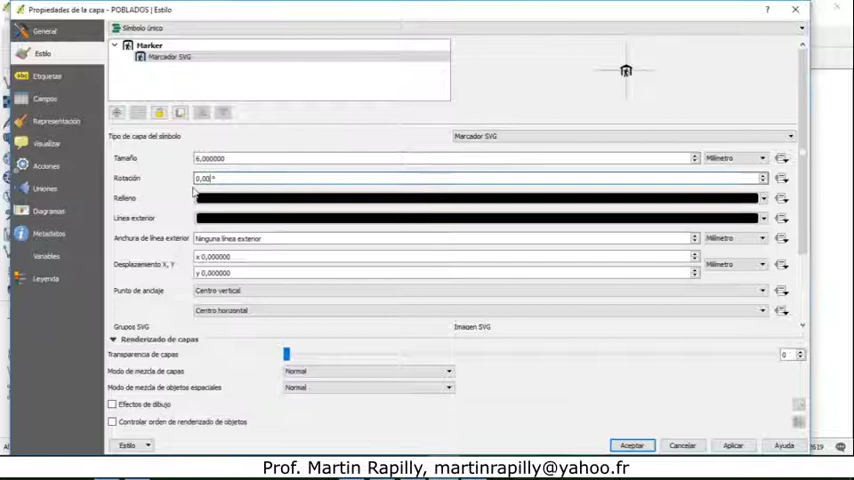 Propiedades de la capa - POBLADOS | Estilo
General
Estilo
Etiquetas
Campos
Representación
Visualizar
Acciones
Uniones
Diagramas
Metadatos
Variables
Leyenda
Símbolo único
Marker
Marcador SVG
Tipo de capa del símbolo Marcador SVG
Tamaño 6,000000 Milímetro
Rotación 0,00 °
Relleno
Línea exterior
Anchura de línea exterior Ninguna línea exterior Milímetro
Desplazamiento X, Y x 0,000000 Milímetro
y 0,000000
Punto de anclaje Centro vertical
Centro horizontal
Grupos SVG Imagen SVG
Renderizado de capas
Transparencia de capas 0
Modo de mezcla de capas Normal
Modo de mezcla de objetos espaciales Normal
Efectos de dibujo
Controlar orden de renderizado de objetos
Estilo Aceptar Cancelar Aplicar Ayuda
Prof. Martin Rapilly, martinrapilly@yahoo.fr